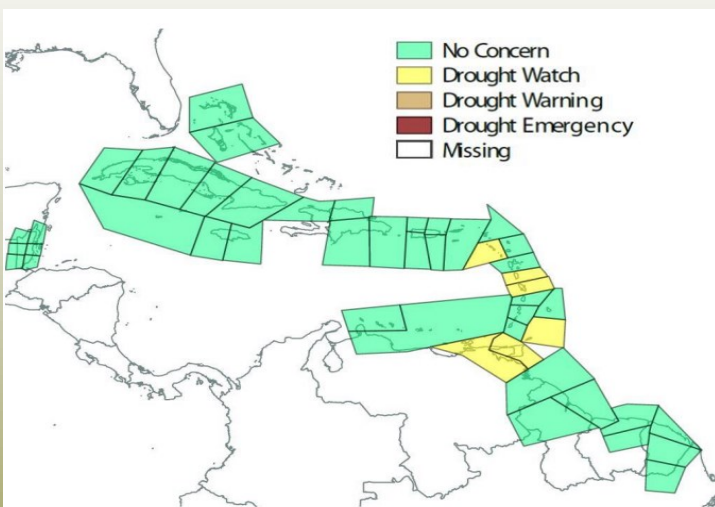 No Concern
Drought Watch
Drought Warning
Drought Emergency
Missing